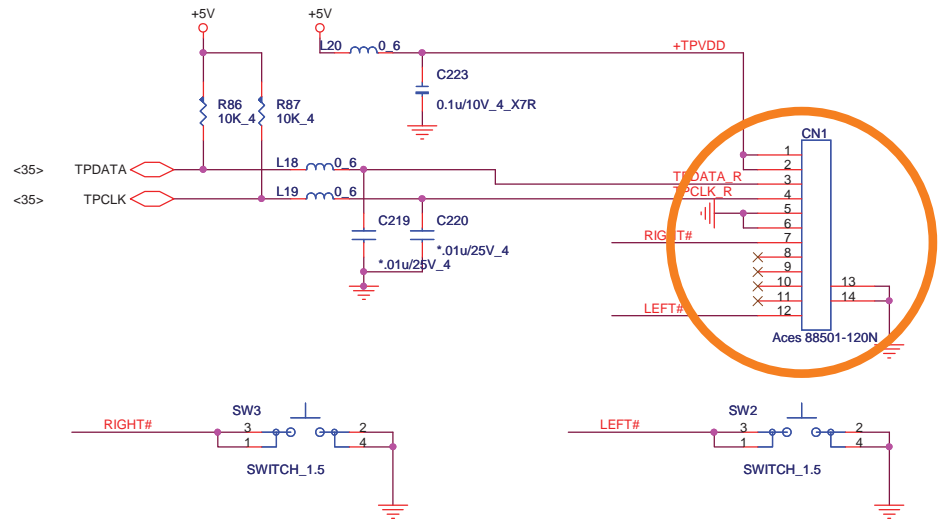 +5V
+5V
L20 0_6
+TPVDD
C223
0.1u/10V_4_X7R
R86
10K_4
R87
10K_4
CN1
<35> TPDATA
L18 0_6
<35> TPCLK
L19 0_6
TPDATA_R
TPCLK_R
1
2
3
4
5
6
7
8
9
10
11
12
13
14
C219
*.01u/25V_4
C220
*.01u/25V_4
RIGHT#
LEFT#
Aces 88501-120N
RIGHT#
SW3
3
1
2
4
SWITCH_1.5
LEFT#
SW2
3
1
2
4
SWITCH_1.5